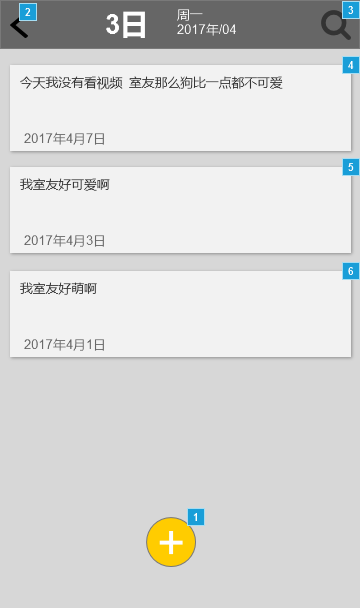 2
3
3日
周一
2017年/04
4
今天我没有看视频 室友那么狗比一点都不可爱
2017年4月7日
5
我室友好可爱啊
2017年4月3日
6
我室友好萌啊
2017年4月1日
1